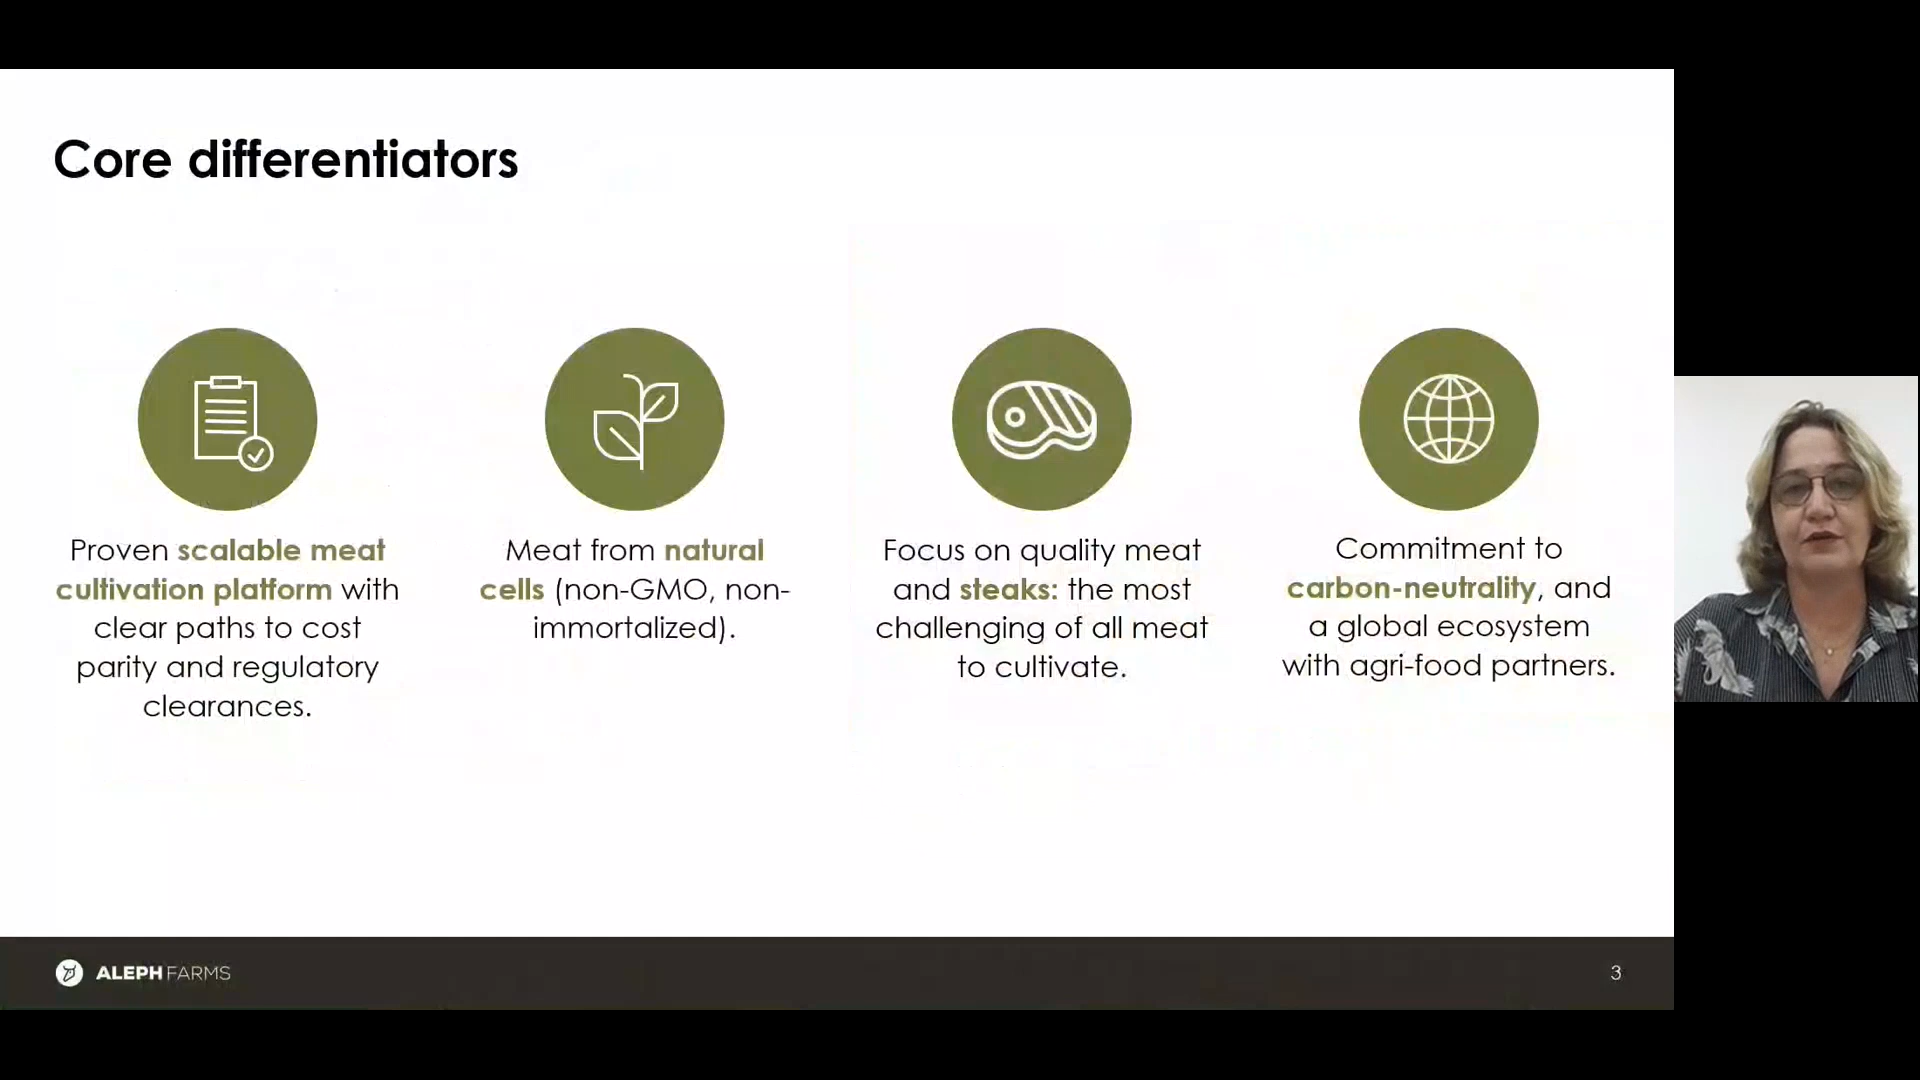 Core differentiators
Proven scalable meat
cultivation platform with
clear paths to cost
parity and regulatory
clearances.
Meat from natural
cells (non-GMO, non-
immortalized).
Focus on quality meat
and steaks: the most
challenging of all meat
to cultivate.
Commitment to
carbon-neutrality, and
a global ecosystem
with agri-food partners.
ALEPH FARMS
3